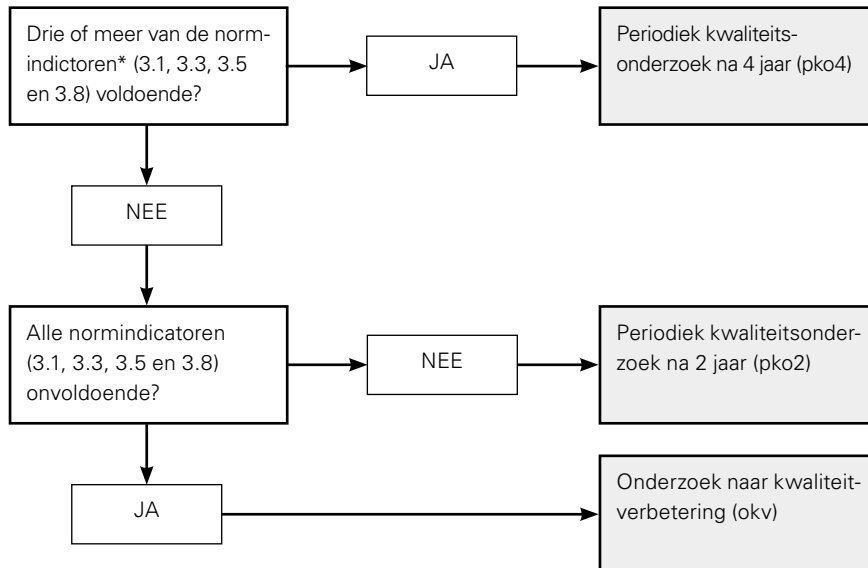 Drie of meer van de norm-
indictoren* (3.1, 3.3, 3.5
en 3.8) voldoende?
JA
Periodiek kwaliteits-
onderzoek na 4 jaar (pko4)
NEE
Alle normindicatoren
(3.1, 3.3, 3.5 en 3.8)
onvoldoende?
NEE
Periodiek kwaliteitsonder-
zoek na 2 jaar (pko2)
JA
Onderzoek naar kwaliteit-
verbetering (okv)